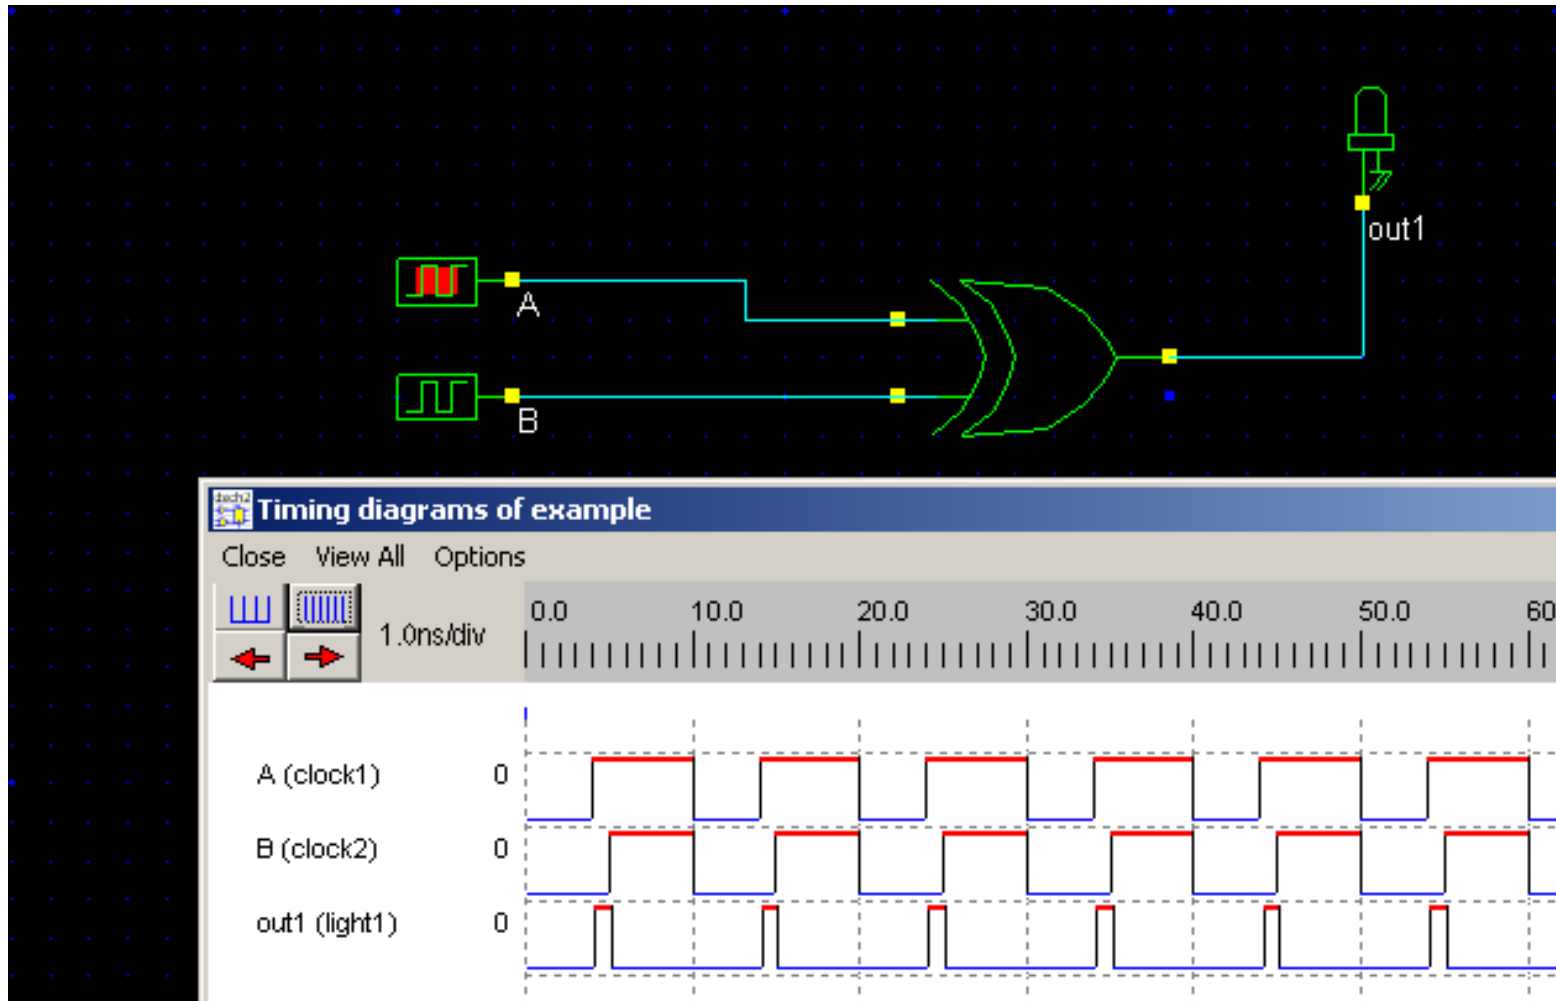 out1
A
B
dsch2 Timing diagrams of example
Close View All Options
0.0 10.0 20.0 30.0 40.0 50.0 60
1.0ns/div
A (clock1) 0
B (clock2) 0
out1 (light1) 0